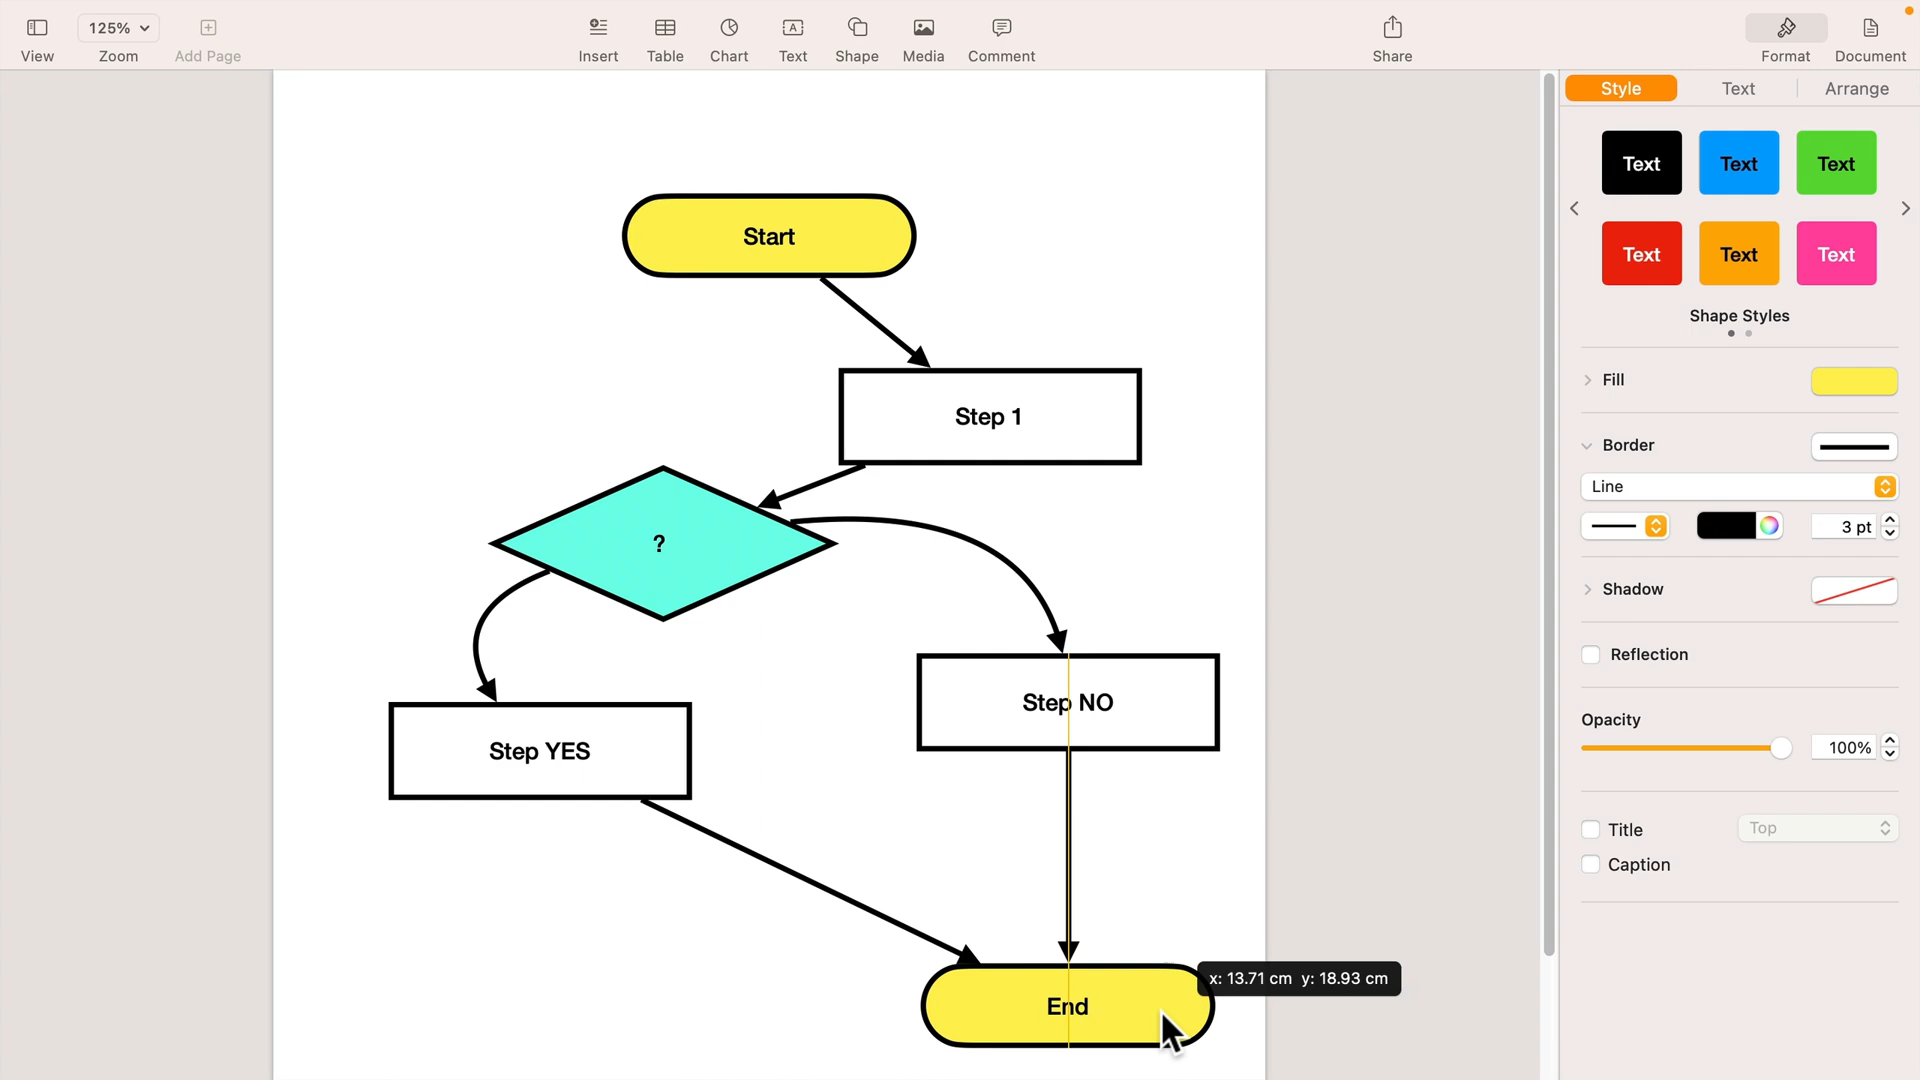 125%
View
Zoom
Add Page
Insert
Table
Chart
Text
Shape
Media
Comment
Share
Format
Document
Style
Text
Arrange
Text
Text
Text
Text
Text
Text
Shape Styles
Fill
Border
Line
3 pt
Shadow
Reflection
Opacity
100%
Title
Top
Caption
Start
Step 1
?
Step NO
Step YES
x: 13.71 cm y: 18.93 cm
End